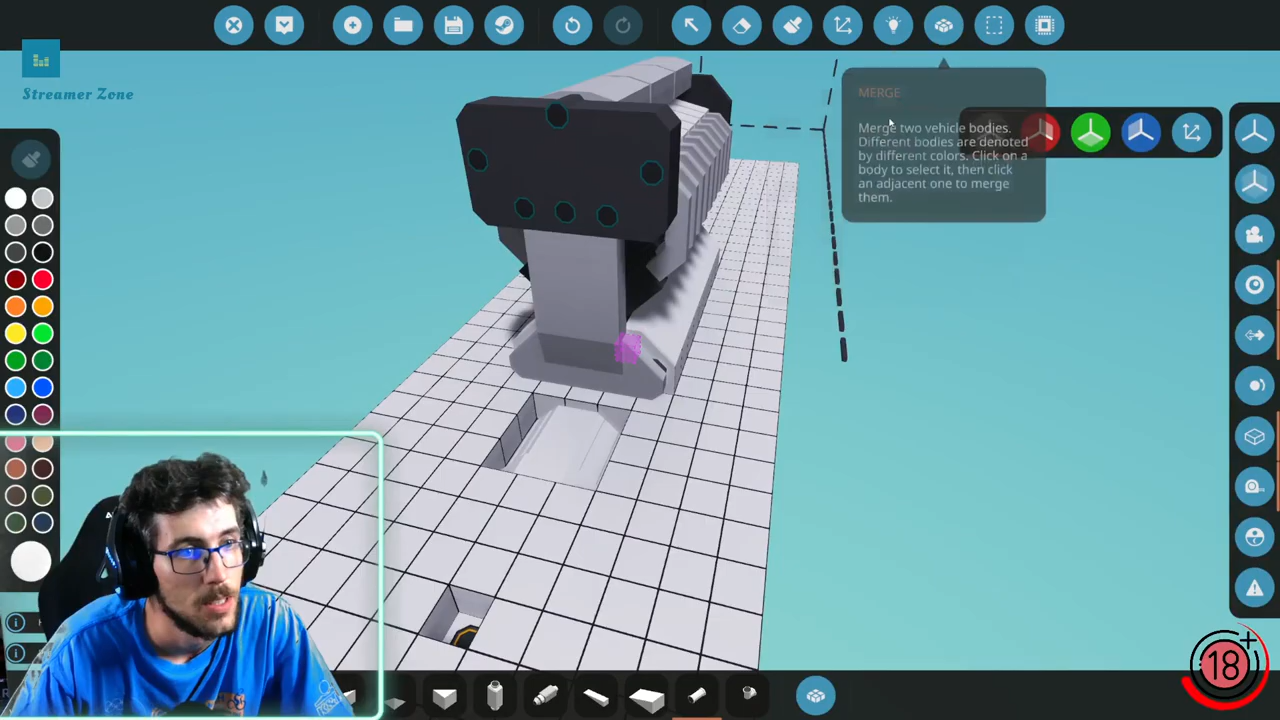 Streamer Zone
MERGE
Merge two vehicle bodies.
Different bodies are denoted
by different colors. Click on a
body to select it, then click
an adjacent one to merge
them.
18+